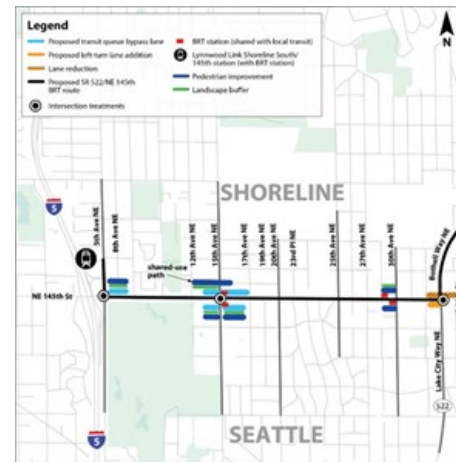 Legend
Proposed transit queue bypass lane
Proposed left turn lane addition
Lane reduction
Proposed SR 522/NE 145th
BRT route
Intersection treatments
BRT station (shared with local transit)
Lynnwood Link Shoreline South/
145th station (with BRT station)
Pedestrian improvement
Landscape buffer
N
SHORELINE
5
5th Ave NE
8th Ave NE
12th Ave NE
15th Ave NE
17th Ave NE
19th Ave NE
20th Ave NE
23rd Pl NE
25th Ave NE
27th Ave NE
30th Ave NE
Bothell Way NE
shared-use
path
NE 145th St
Lake City Way NE
522
SEATTLE
5